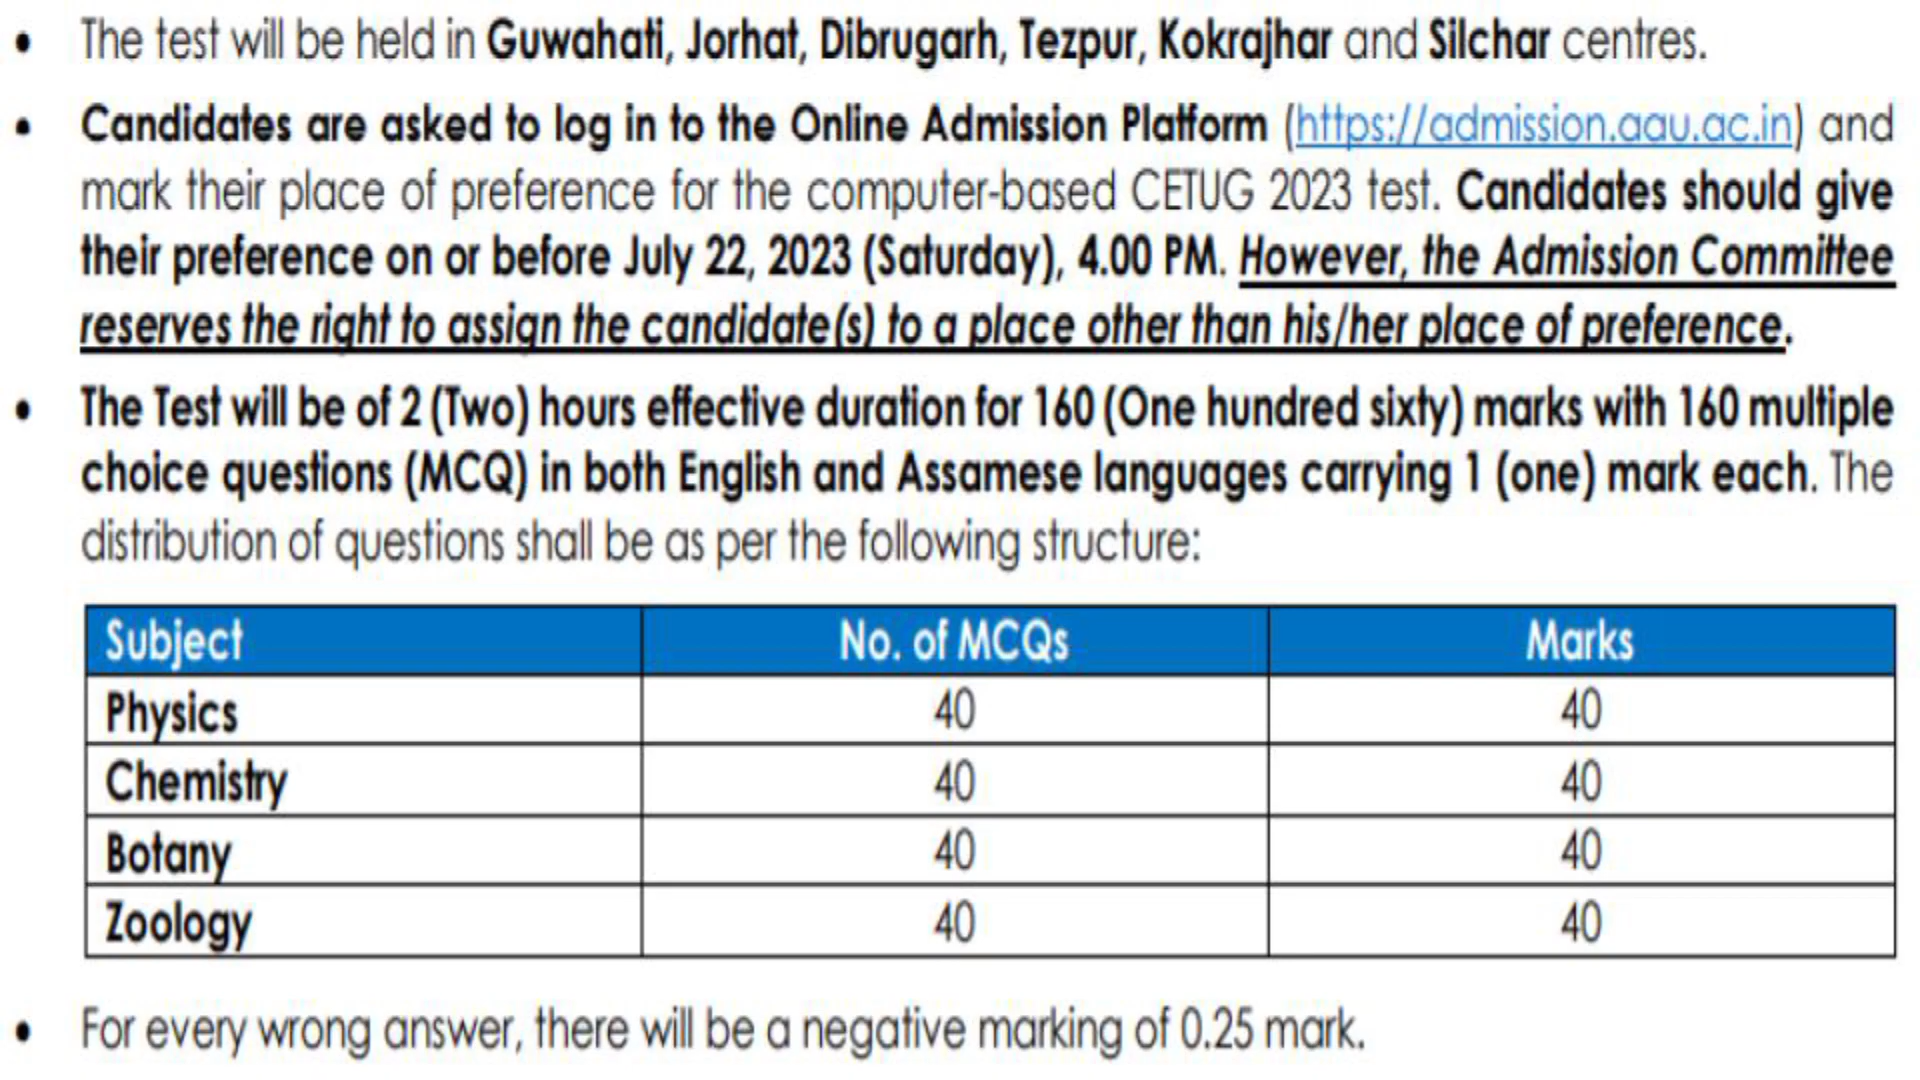 • The test will be held in Guwahati, Jorhat, Dibrugarh, Tezpur, Kokrajhar and Silchar centres.
• Candidates are asked to log in to the Online Admission Platform (https://admission.aau.ac.in) and
mark their place of preference for the computer-based CETUG 2023 test. Candidates should give
their preference on or before July 22, 2023 (Saturday), 4.00 PM. However, the Admission Committee
reserves the right to assign the candidate(s) to a place other than his/her place of preference.
• The Test will be of 2 (Two) hours effective duration for 160 (One hundred sixty) marks with 160 multiple
choice questions (MCQ) in both English and Assamese languages carrying 1 (one) mark each. The
distribution of questions shall be as per the following structure:
Subject No. of MCQs Marks
Physics 40 40
Chemistry 40 40
Botany 40 40
Zoology 40 40
• For every wrong answer, there will be a negative marking of 0.25 mark.